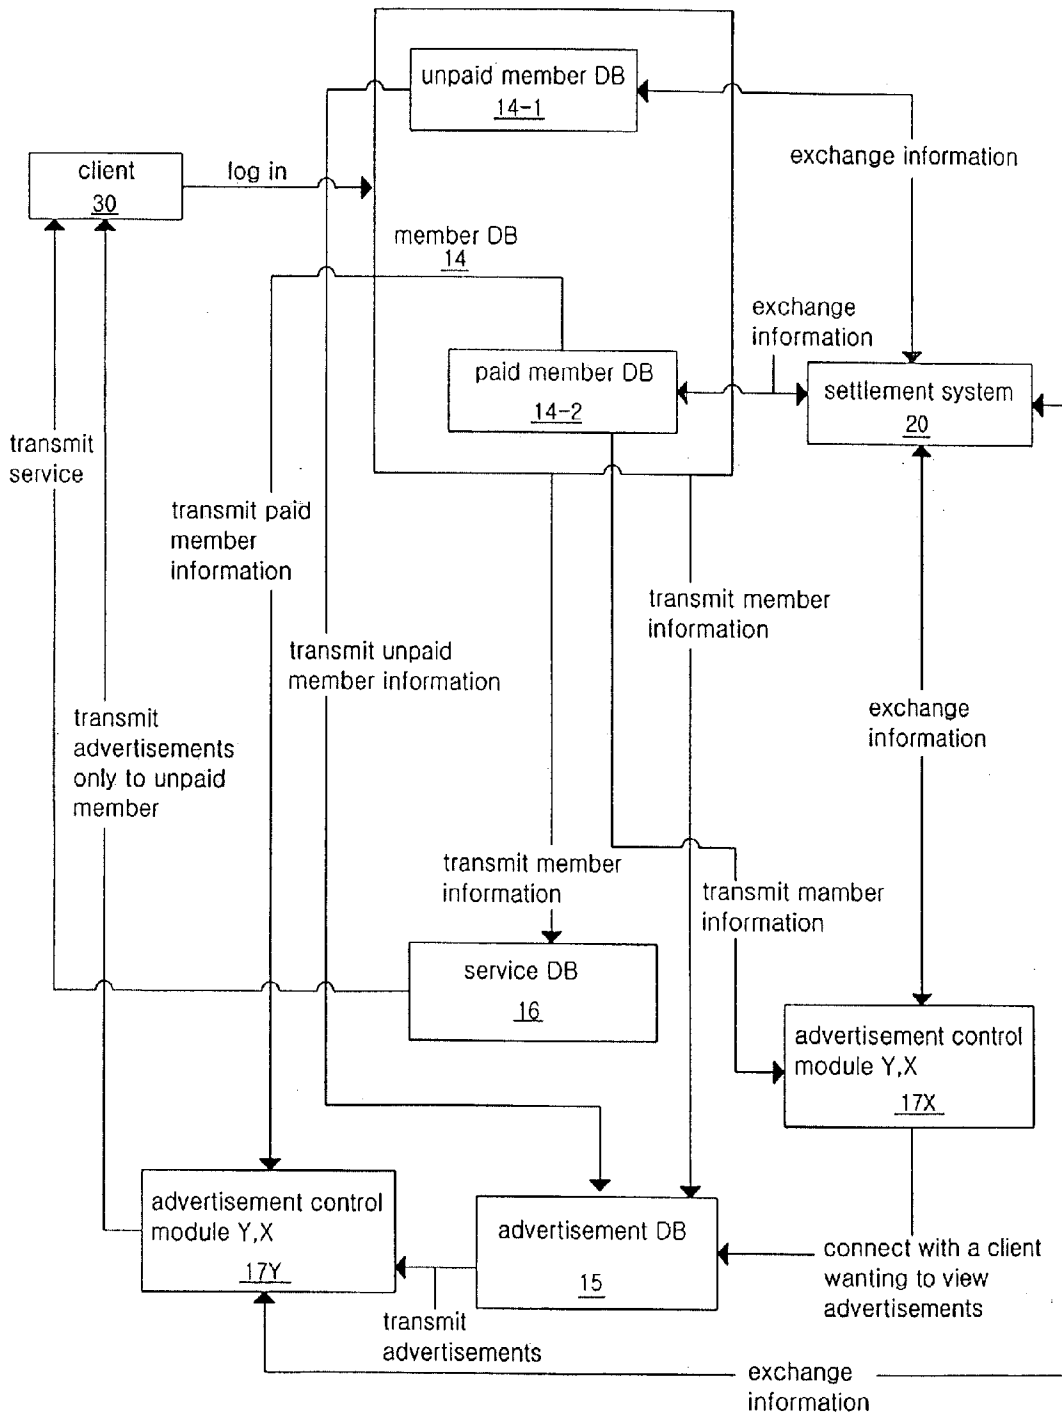 unpaid member DB
14-1
exchange information
client
30
log in
member DB
14
exchange
information
paid member DB
14-2
settlement system
20
transmit
service
transmit paid
member
information
transmit member
information
transmit unpaid
member information
transmit
advertisements
only to unpaid
member
exchange
information
transmit member
information
transmit mamber
information
service DB
16
advertisement control
module Y,X
17X
advertisement control
module Y,X
17Y
advertisement DB
15
connect with a client
wanting to view
advertisements
transmit
advertisements
exchange
information